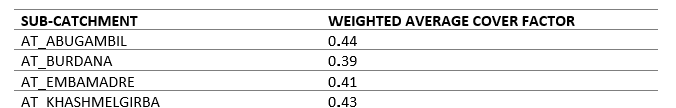 SUB-CATCHMENT WEIGHTED AVERAGE COVER FACTOR
AT_ABUGAMBIL 0.44
AT_BURDANA 0.39
AT_EMBAMADRE 0.41
AT_KHASHMELGIRBA 0.43